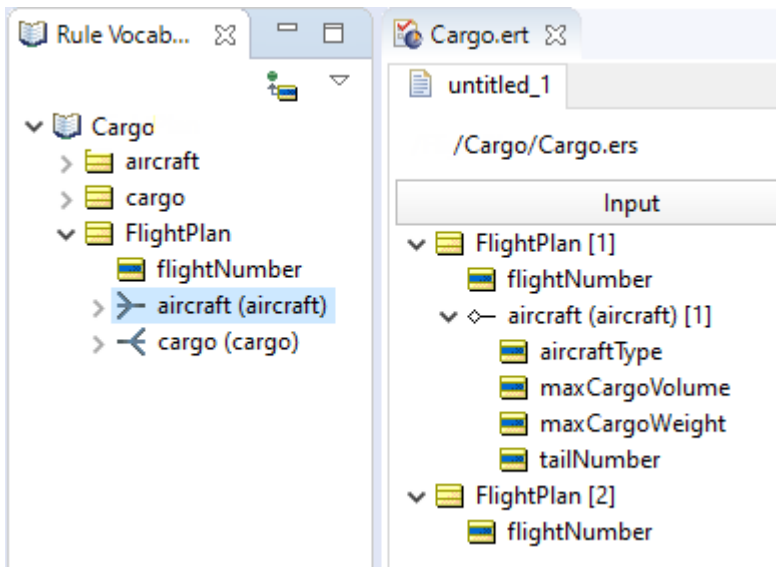 Rule Vocab...
Cargo
aircraft
cargo
FlightPlan
flightNumber
aircraft (aircraft)
cargo (cargo)
Cargo.ert
untitled_1
/Cargo/Cargo.ers
Input
FlightPlan [1]
flightNumber
aircraft (aircraft) [1]
aircraftType
maxCargoVolume
maxCargoWeight
tailNumber
FlightPlan [2]
flightNumber